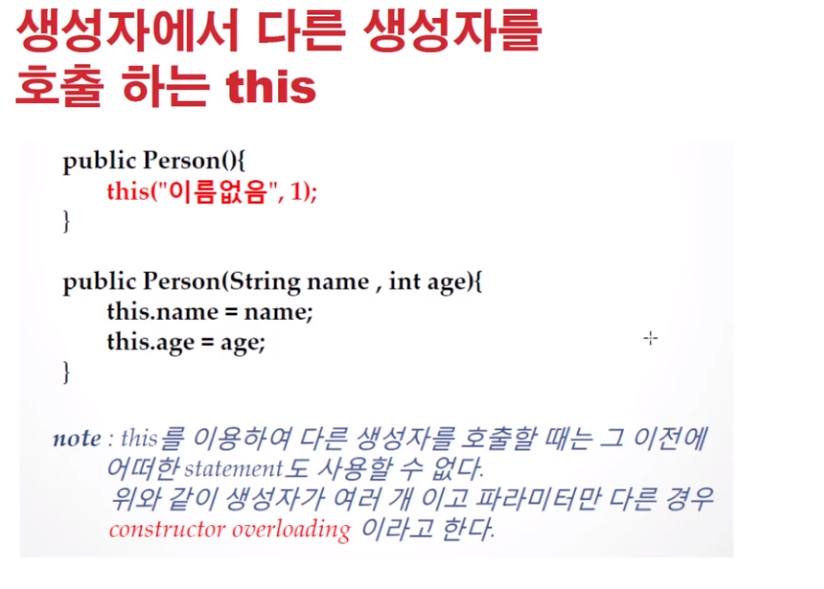 생성자에서 다른 생성자를
호출 하는 this
public Person(){
this("이름없음", 1);
}
public Person(String name , int age){
this.name = name;
this.age = age;
}
note : this를 이용하여 다른 생성자를 호출할 때는 그 이전에
어떠한 statement도 사용할 수 없다.
위와 같이 생성자가 여러 개 이고 파라미터만 다른 경우
constructor overloading 이라고 한다.